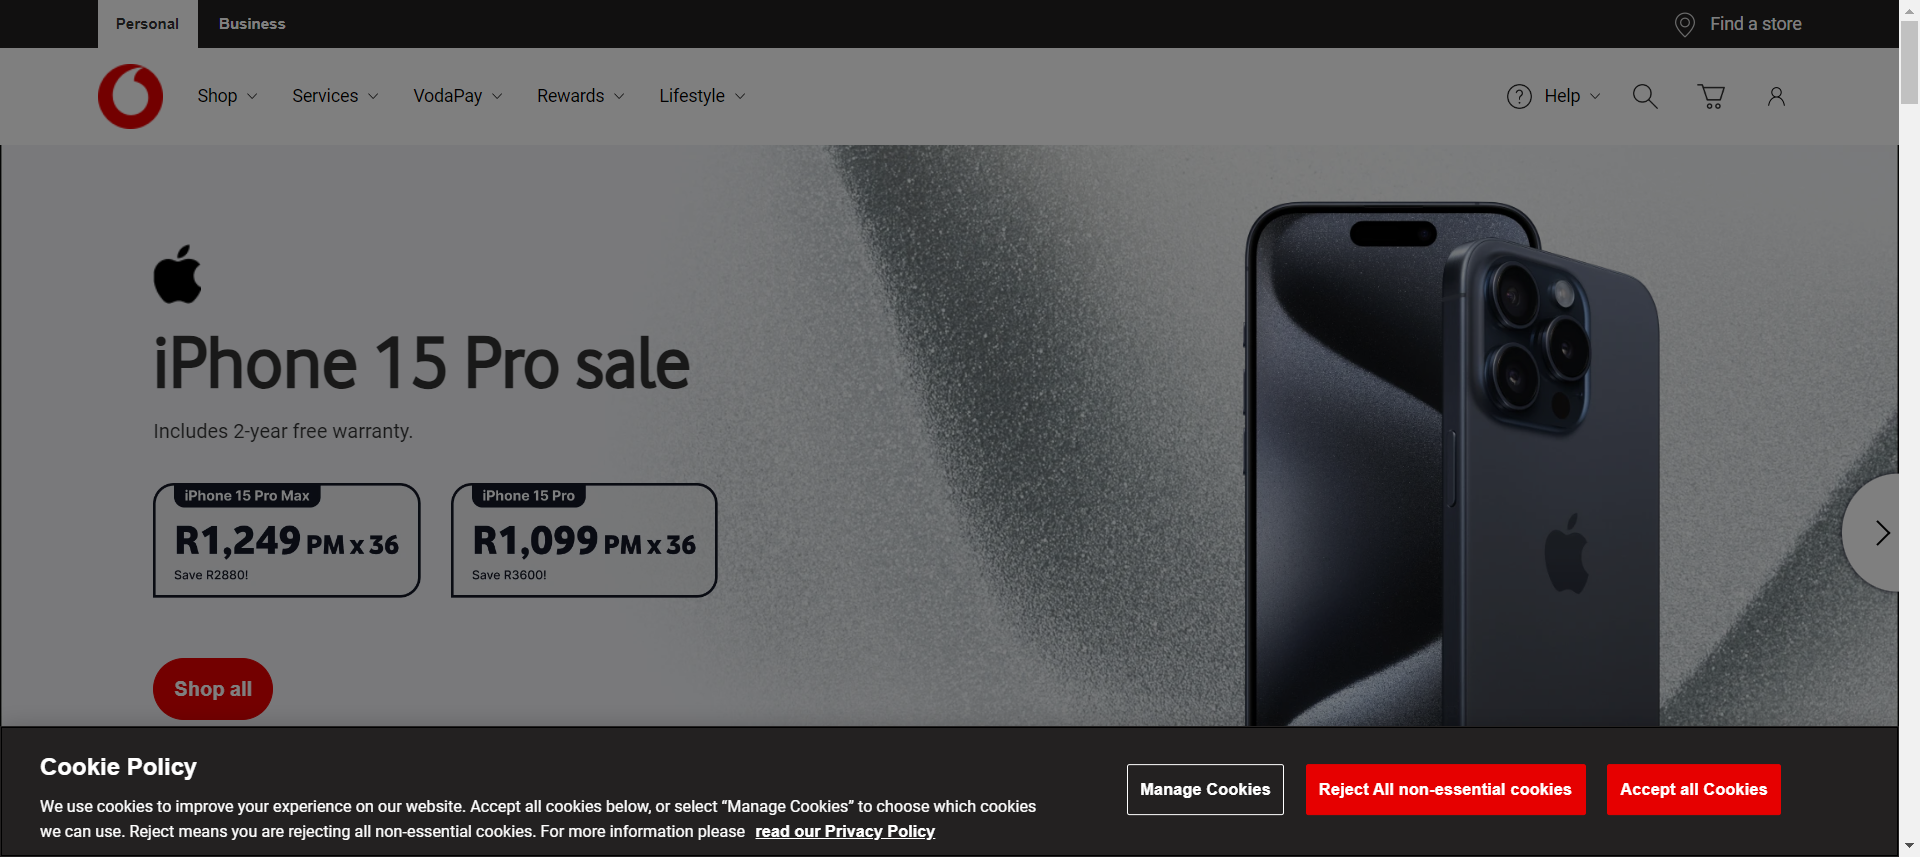 Personal
Business
Find a store
Shop
Services
VodaPay
Rewards
Lifestyle
Help
iPhone 15 Pro sale
Includes 2-year free warranty.
iPhone 15 Pro Max
R1,249 PM x 36
Save R2880!
iPhone 15 Pro
R1,099 PM x 36
Save R3600!
Shop all
Cookie Policy
We use cookies to improve your experience on our website. Accept all cookies below, or select “Manage Cookies” to choose which cookies
we can use. Reject means you are rejecting all non-essential cookies. For more information please read our Privacy Policy
Manage Cookies
Reject All non-essential cookies
Accept all Cookies